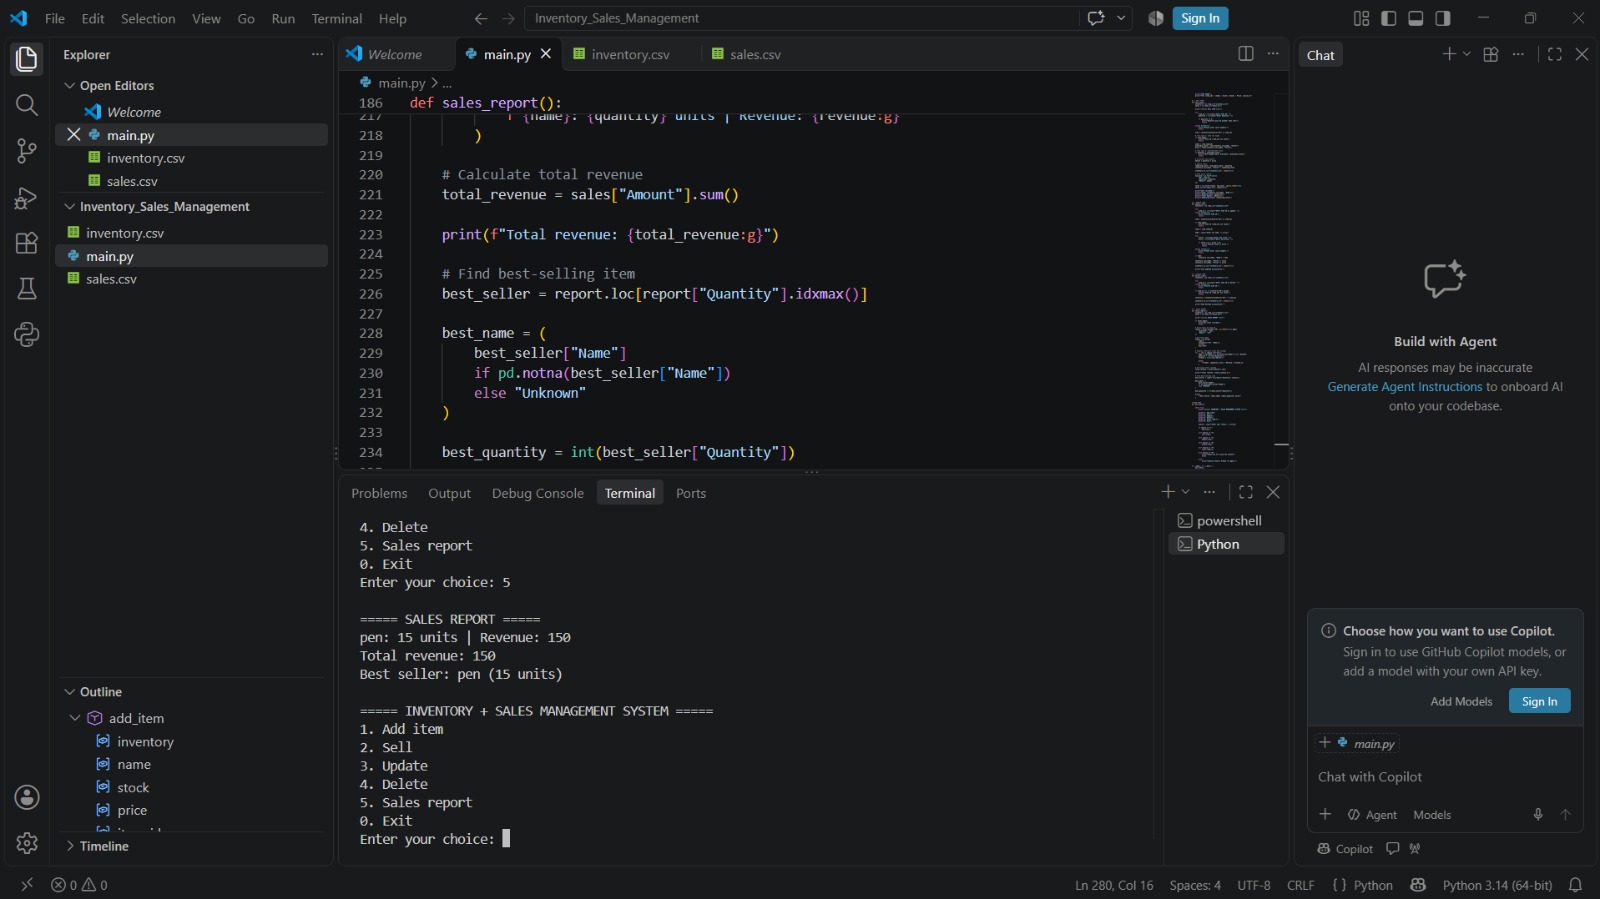 File Edit Selection View Go Run Terminal Help
Inventory_Sales_Management
Sign In
Explorer
Open Editors
Welcome
main.py
inventory.csv
sales.csv
Inventory_Sales_Management
inventory.csv
main.py
sales.csv
Outline
add_item
inventory
name
stock
price
Timeline
Welcome main.py inventory.csv sales.csv
main.py > ...
186 def sales_report():
217 f"{name}: {quantity} units | Revenue: {revenue:g}"
218 )
219
220 # Calculate total revenue
221 total_revenue = sales["Amount"].sum()
222
223 print(f"Total revenue: {total_revenue:g}")
224
225 # Find best-selling item
226 best_seller = report.loc[report["Quantity"].idxmax()]
227
228 best_name = (
229 best_seller["Name"]
230 if pd.notna(best_seller["Name"])
231 else "Unknown"
232 )
233
234 best_quantity = int(best_seller["Quantity"])
Problems Output Debug Console Terminal Ports
powershell
Python
4. Delete
5. Sales report
0. Exit
Enter your choice: 5
===== SALES REPORT =====
pen: 15 units | Revenue: 150
Total revenue: 150
Best seller: pen (15 units)
===== INVENTORY + SALES MANAGEMENT SYSTEM =====
1. Add item
2. Sell
3. Update
4. Delete
5. Sales report
0. Exit
Enter your choice:
Chat
Build with Agent
AI responses may be inaccurate
Generate Agent Instructions to onboard AI
onto your codebase.
Choose how you want to use Copilot.
Sign in to use GitHub Copilot models, or
add a model with your own API key.
Add Models Sign In
main.py
Chat with Copilot
Agent Models
Copilot
0 0
Ln 280, Col 16 Spaces: 4 UTF-8 CRLF { } Python Python 3.14 (64-bit)